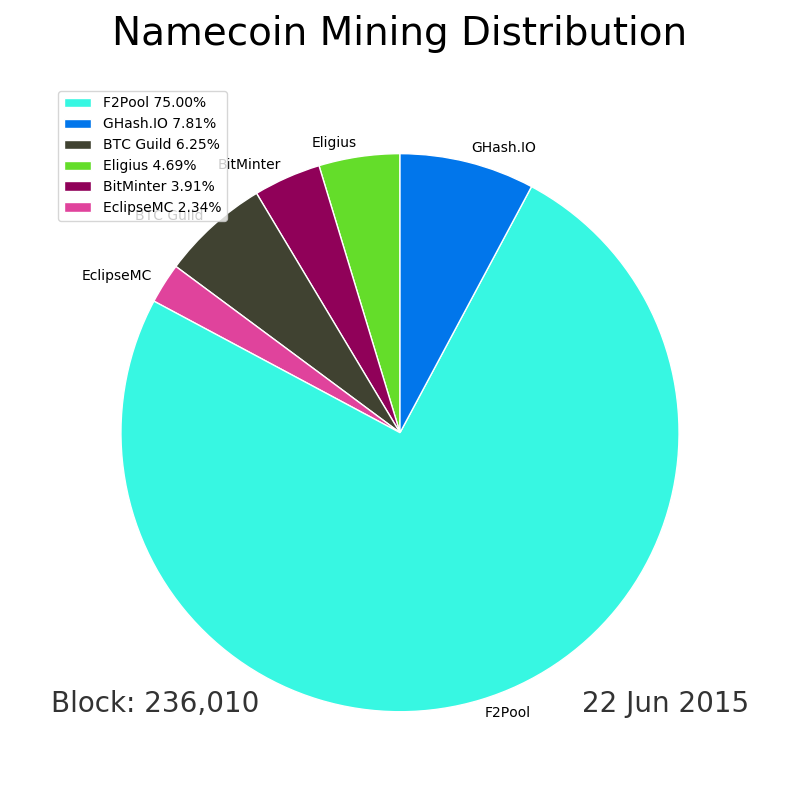 Namecoin Mining Distribution
F2Pool 75.00%
GHash.IO 7.81%
BTC Guild 6.25%
Eligius 4.69%
BitMinter 3.91%
EclipseMC 2.34%
Eligius
GHash.IO
BitMinter
BTC Guild
EclipseMC
F2Pool
Block: 236,010
22 Jun 2015